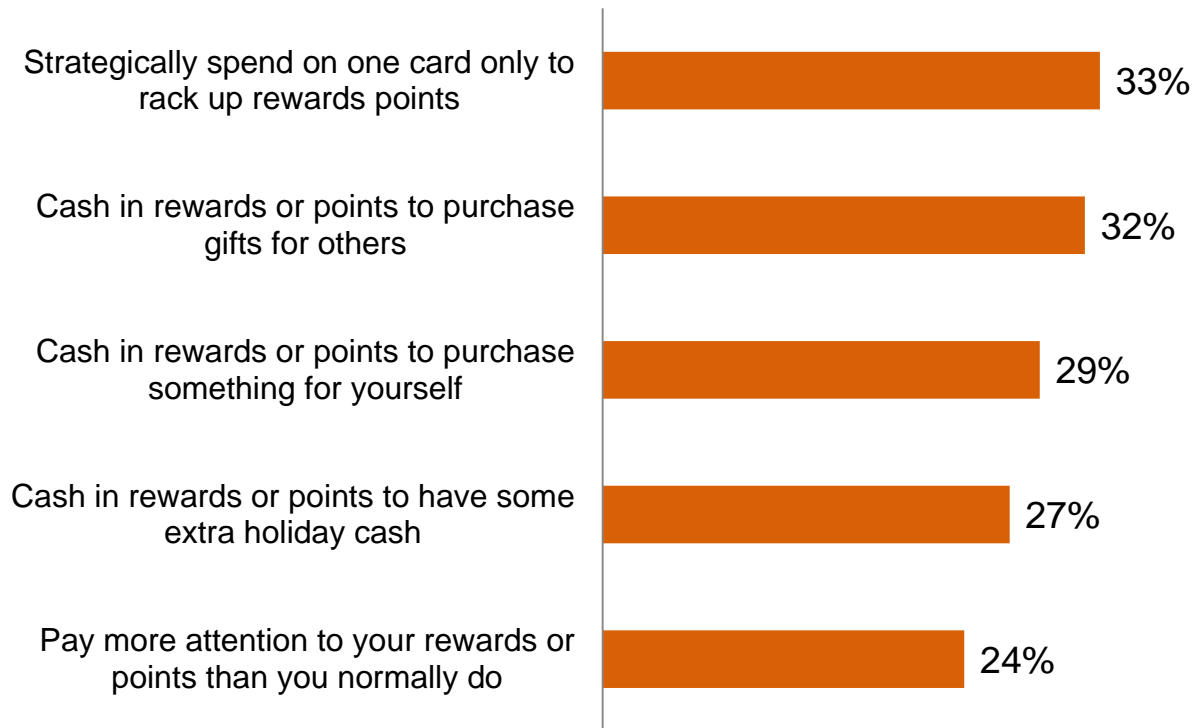 Strategically spend on one card only to
rack up rewards points
33%
Cash in rewards or points to purchase
gifts for others
32%
Cash in rewards or points to purchase
something for yourself
29%
Cash in rewards or points to have some
extra holiday cash
27%
Pay more attention to your rewards or
points than you normally do
24%